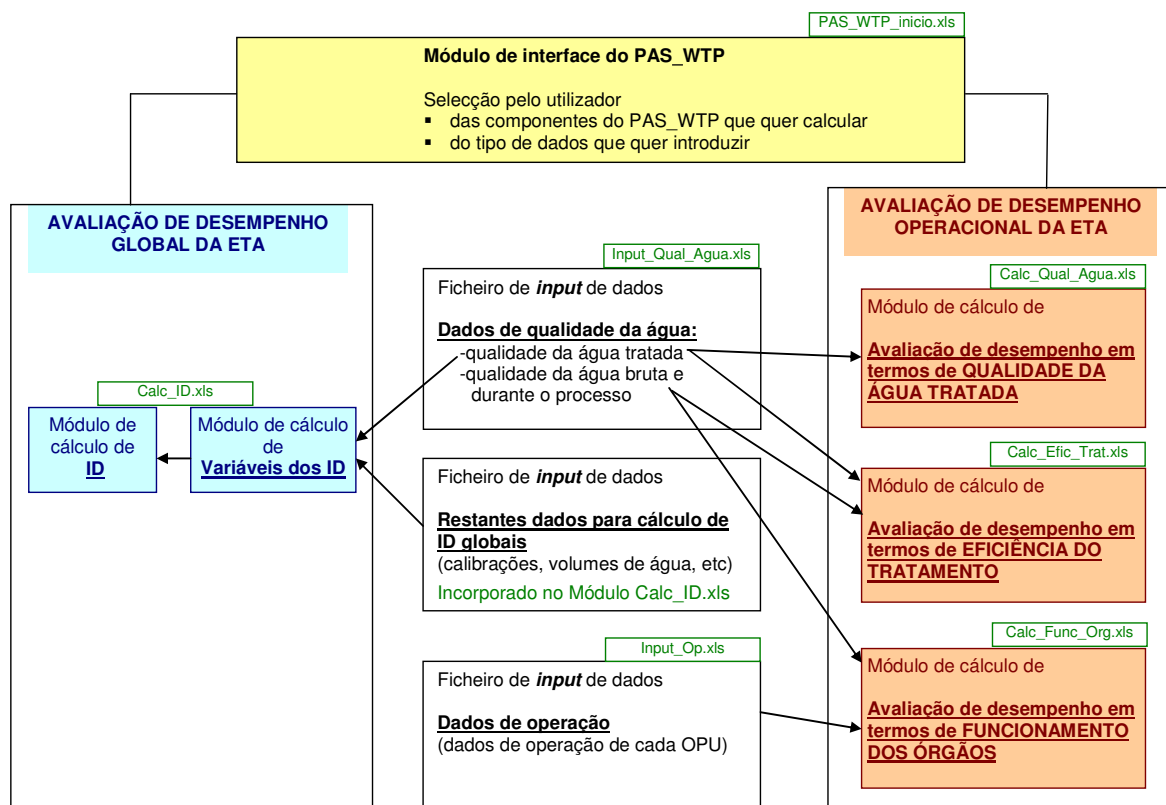 PAS_WTP_inicio.xls
Módulo de interface do PAS_WTP
Selecção pelo utilizador
▪ das componentes do PAS_WTP que quer calcular
▪ do tipo de dados que quer introduzir
AVALIAÇÃO DE DESEMPENHO
GLOBAL DA ETA
Calc_ID.xls
Módulo de
cálculo de
ID
Módulo de cálculo
de
Variáveis dos ID
Input_Qual_Agua.xls
Ficheiro de input de dados
Dados de qualidade da água:
-qualidade da água tratada
-qualidade da água bruta e
durante o processo
Ficheiro de input de dados
Restantes dados para cálculo de
ID globais
(calibrações, volumes de água, etc)
Incorporado no Módulo Calc_ID.xls
Input_Op.xls
Ficheiro de input de dados
Dados de operação
(dados de operação de cada OPU)
AVALIAÇÃO DE DESEMPENHO
OPERACIONAL DA ETA
Calc_Qual_Agua.xls
Módulo de cálculo de
Avaliação de desempenho em
termos de QUALIDADE DA
ÁGUA TRATADA
Calc_Efic_Trat.xls
Módulo de cálculo de
Avaliação de desempenho em
termos de EFICIÊNCIA DO
TRATAMENTO
Calc_Func_Org.xls
Módulo de cálculo de
Avaliação de desempenho em
termos de FUNCIONAMENTO
DOS ÓRGÃOS